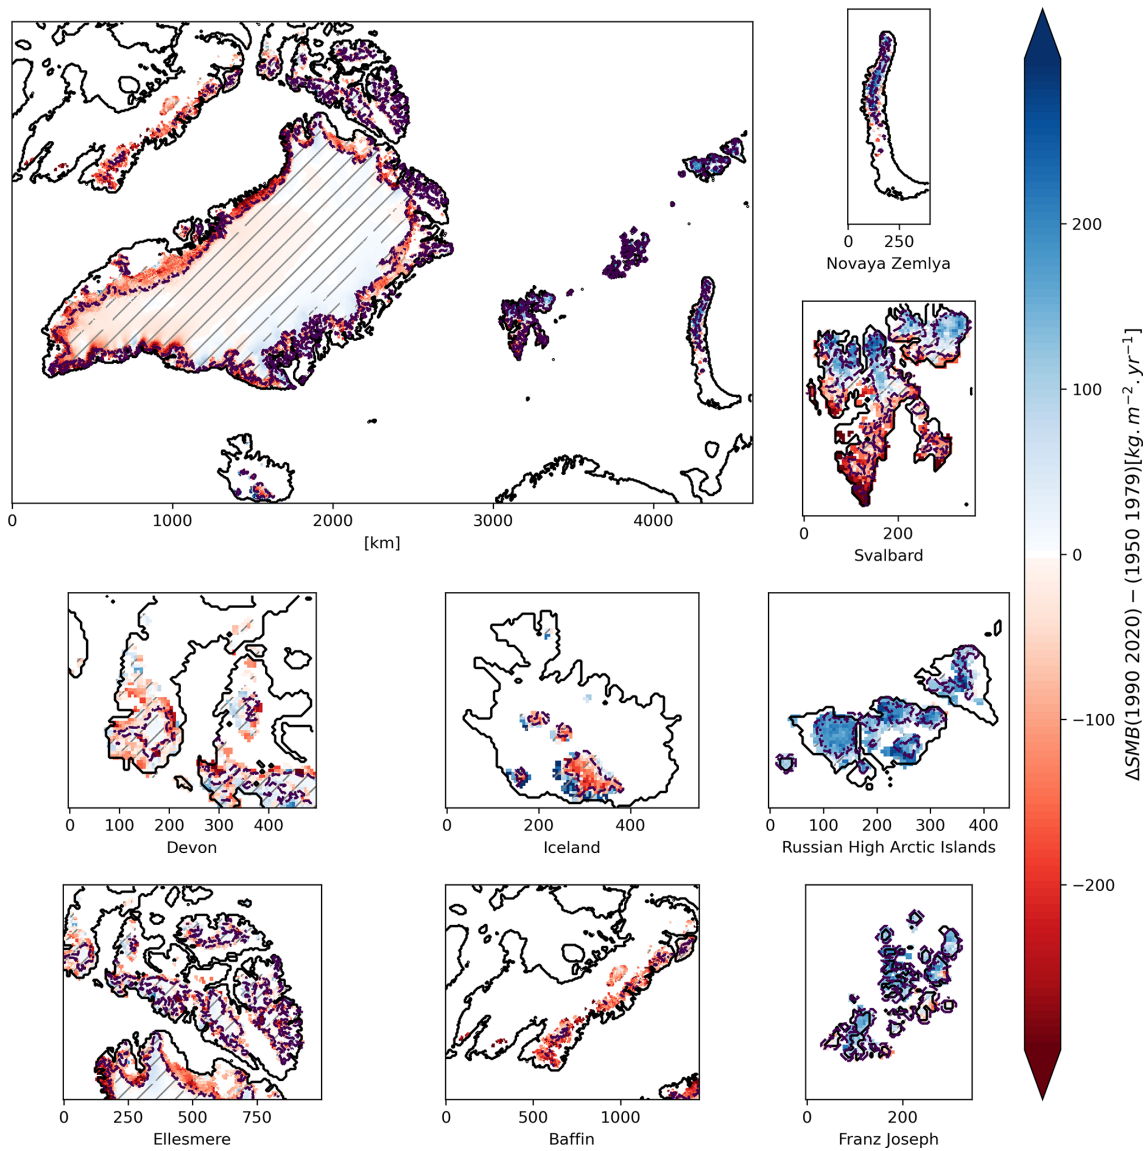 0 1000 2000 3000 4000
[km]
0 250
Novaya Zemlya
0 200
Svalbard
0 100 200 300 400
Devon
0 200 400
Iceland
0 100 200 300 400
Russian High Arctic Islands
0 250 500 750
Ellesmere
0 500 1000
Baffin
0 200
Franz Joseph
200
100
0
−100
−200
ΔSMB(1990 2020) − (1950 1979)[kg. m⁻². yr⁻¹]